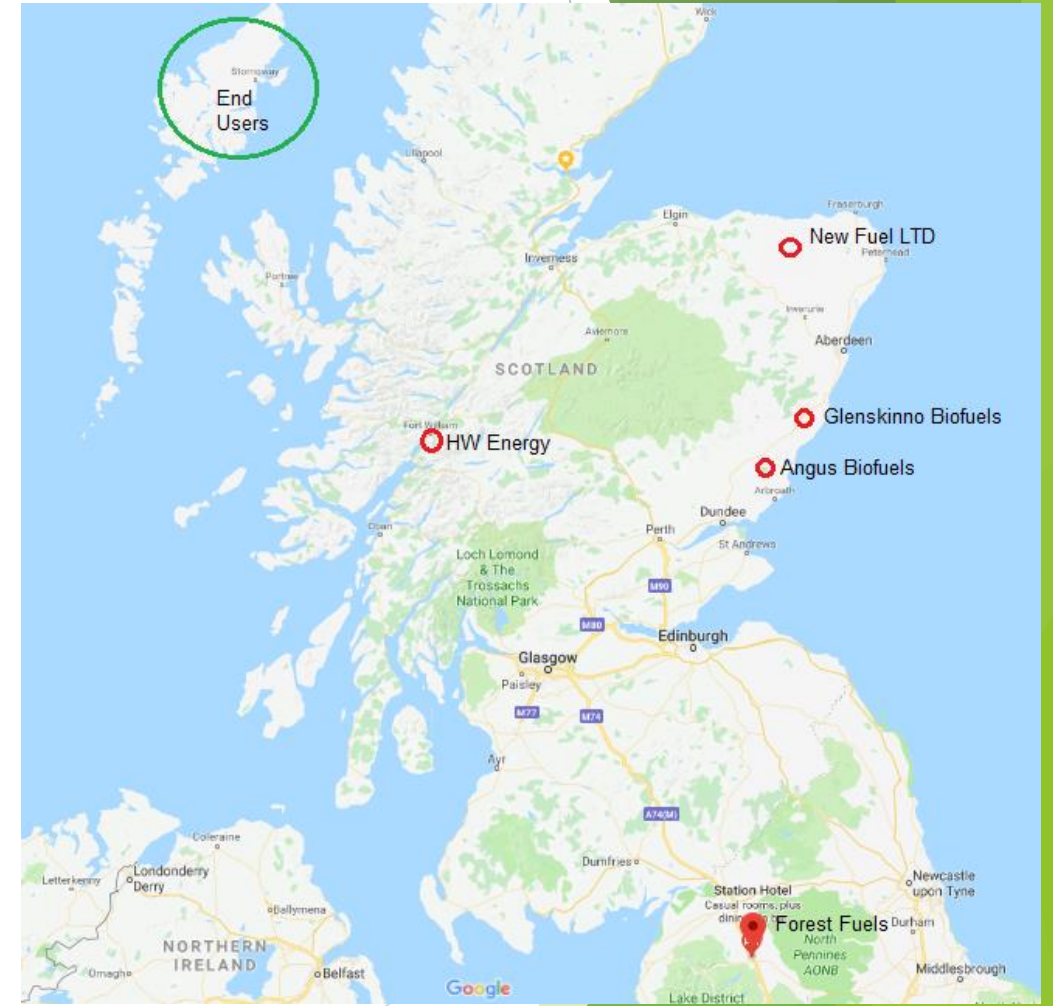 Wick
Stornoway
End
Users
Ullapool
Elgin
Fraserburgh
New Fuel LTD
Peterhead
Inverness
Portree
Inverurie
Aviemore
Aberdeen
SCOTLAND
Glenskinno Biofuels
Fort William
HW Energy
Angus Biofuels
Arbroath
Dundee
Oban
Perth
St Andrews
Loch Lomond
& The
Trossachs
National Park
M90
M80
Edinburgh
Glasgow
Paisley
M77
M74
Ayr
A74(M)
Coleraine
Dumfries
Londonderry
Derry
Letterkenny
Newcastle
upon Tyne
Station Hotel
Casual rooms, plus
Ballymena
Forest Fuels
Durham
North
Pennines
AONB
NORTHERN
IRELAND
Omagh
Belfast
Middlesbrough
Google
Lake District